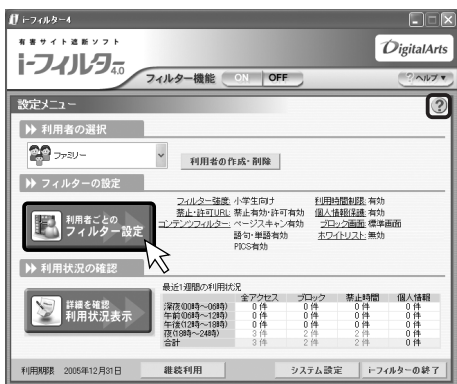 i-フィルター4
有害サイト遮断ソフト
i-フィルター4.0
DigitalArts
フィルター機能 ON OFF
?ヘルプ▼
設定メニュー
?
利用者の選択
ファミリー
利用者の作成・削除
フィルターの設定
利用者ごとの
フィルター設定
フィルター強度: 小学生向け 利用時間制限: 有効
禁止・許可URL: 禁止有効・許可有効 個人情報保護: 有効
コンテンツフィルター: ページスキャン有効 ブロック画面: 標準画面
語句・単語有効 ホワイトリスト: 無効
PICS有効
利用状況の確認
詳細を確認
利用状況表示
最近1週間の利用状況
全アクセス ブロック 禁止時間 個人情報
深夜(00時～06時) 0 件 0 件 0 件 0 件
午前(06時～12時) 0 件 0 件 0 件 0 件
午後(12時～18時) 0 件 0 件 0 件 0 件
夜(18時～24時) 3 件 2 件 2 件 0 件
合計 3 件 2 件 2 件 0 件
利用期限 2005年12月31日
継続利用
システム設定
i-フィルターの終了